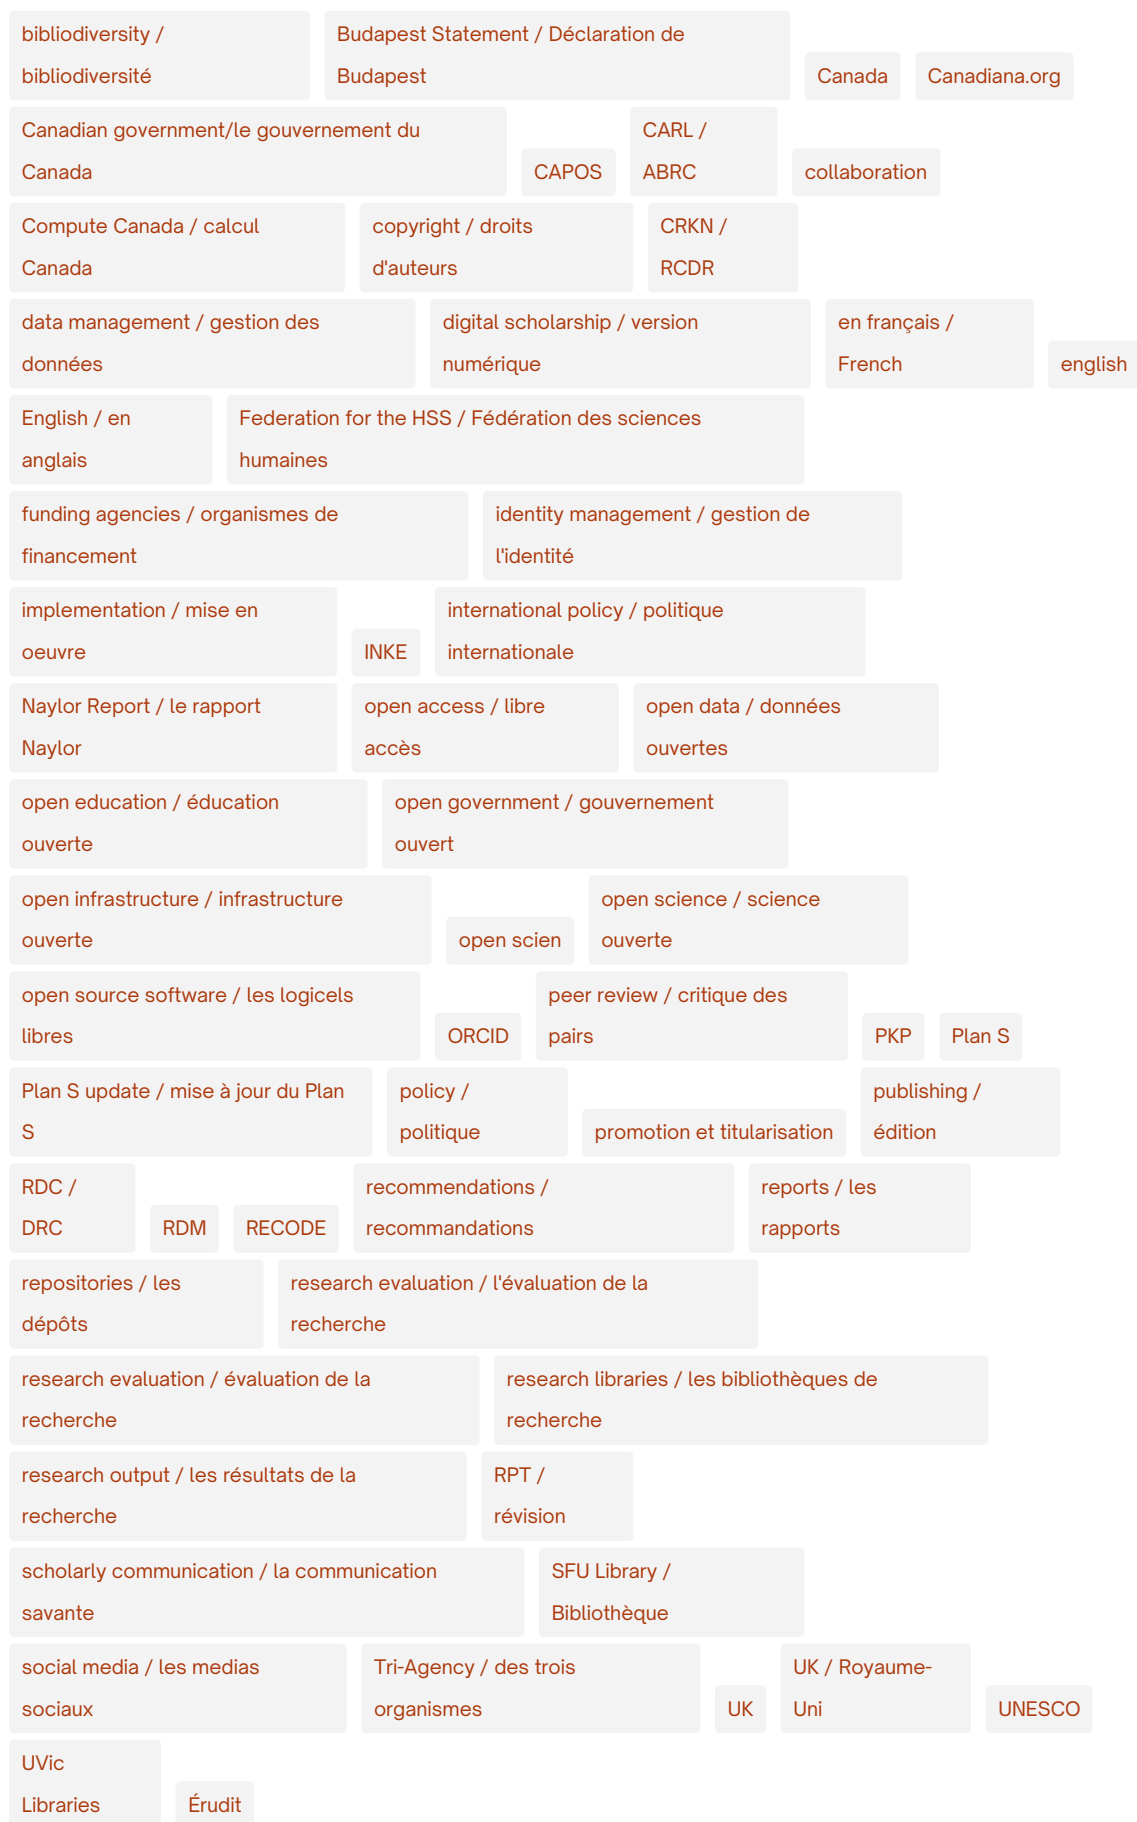 bibliodiversity /
bibliodiversité
Budapest Statement / Déclaration de
Budapest
Canada
Canadiana.org
Canadian government/le gouvernement du
Canada
CAPOS
CARL /
ABRC
collaboration
Compute Canada / calcul
Canada
copyright / droits
d'auteurs
CRKN /
RCDR
data management / gestion des
données
digital scholarship / version
numérique
en français /
French
english
English / en
anglais
Federation for the HSS / Fédération des sciences
humaines
funding agencies / organismes de
financement
identity management / gestion de
l'identité
implementation / mise en
oeuvre
INKE
international policy / politique
internationale
Naylor Report / le rapport
Naylor
open access / libre
accès
open data / données
ouvertes
open education / éducation
ouverte
open government / gouvernement
ouvert
open infrastructure / infrastructure
ouverte
open scien
open science / science
ouverte
open source software / les logicels
libres
ORCID
peer review / critique des
pairs
PKP
Plan S
Plan S update / mise à jour du Plan
S
policy /
politique
promotion et titularisation
publishing /
édition
RDC /
DRC
RDM
RECODE
recommendations /
recommandations
reports / les
rapports
repositories / les
dépôts
research evaluation / l'évaluation de la
recherche
research evaluation / évaluation de la
recherche
research libraries / les bibliothèques de
recherche
research output / les résultats de la
recherche
RPT /
révision
scholarly communication / la communication
savante
SFU Library /
Bibliothèque
social media / les medias
sociaux
Tri-Agency / des trois
organismes
UK
UK / Royaume-
Uni
UNESCO
UVic
Libraries
Érudit